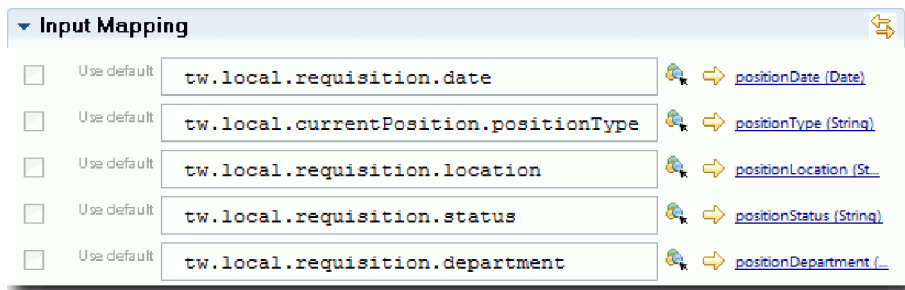 Input Mapping
Use default tw.local.requisition.date positionDate (Date)
Use default tw.local.currentPosition.positionType positionType (String)
Use default tw.local.requisition.location positionLocation (St...
Use default tw.local.requisition.status positionStatus (String)
Use default tw.local.requisition.department positionDepartment (...